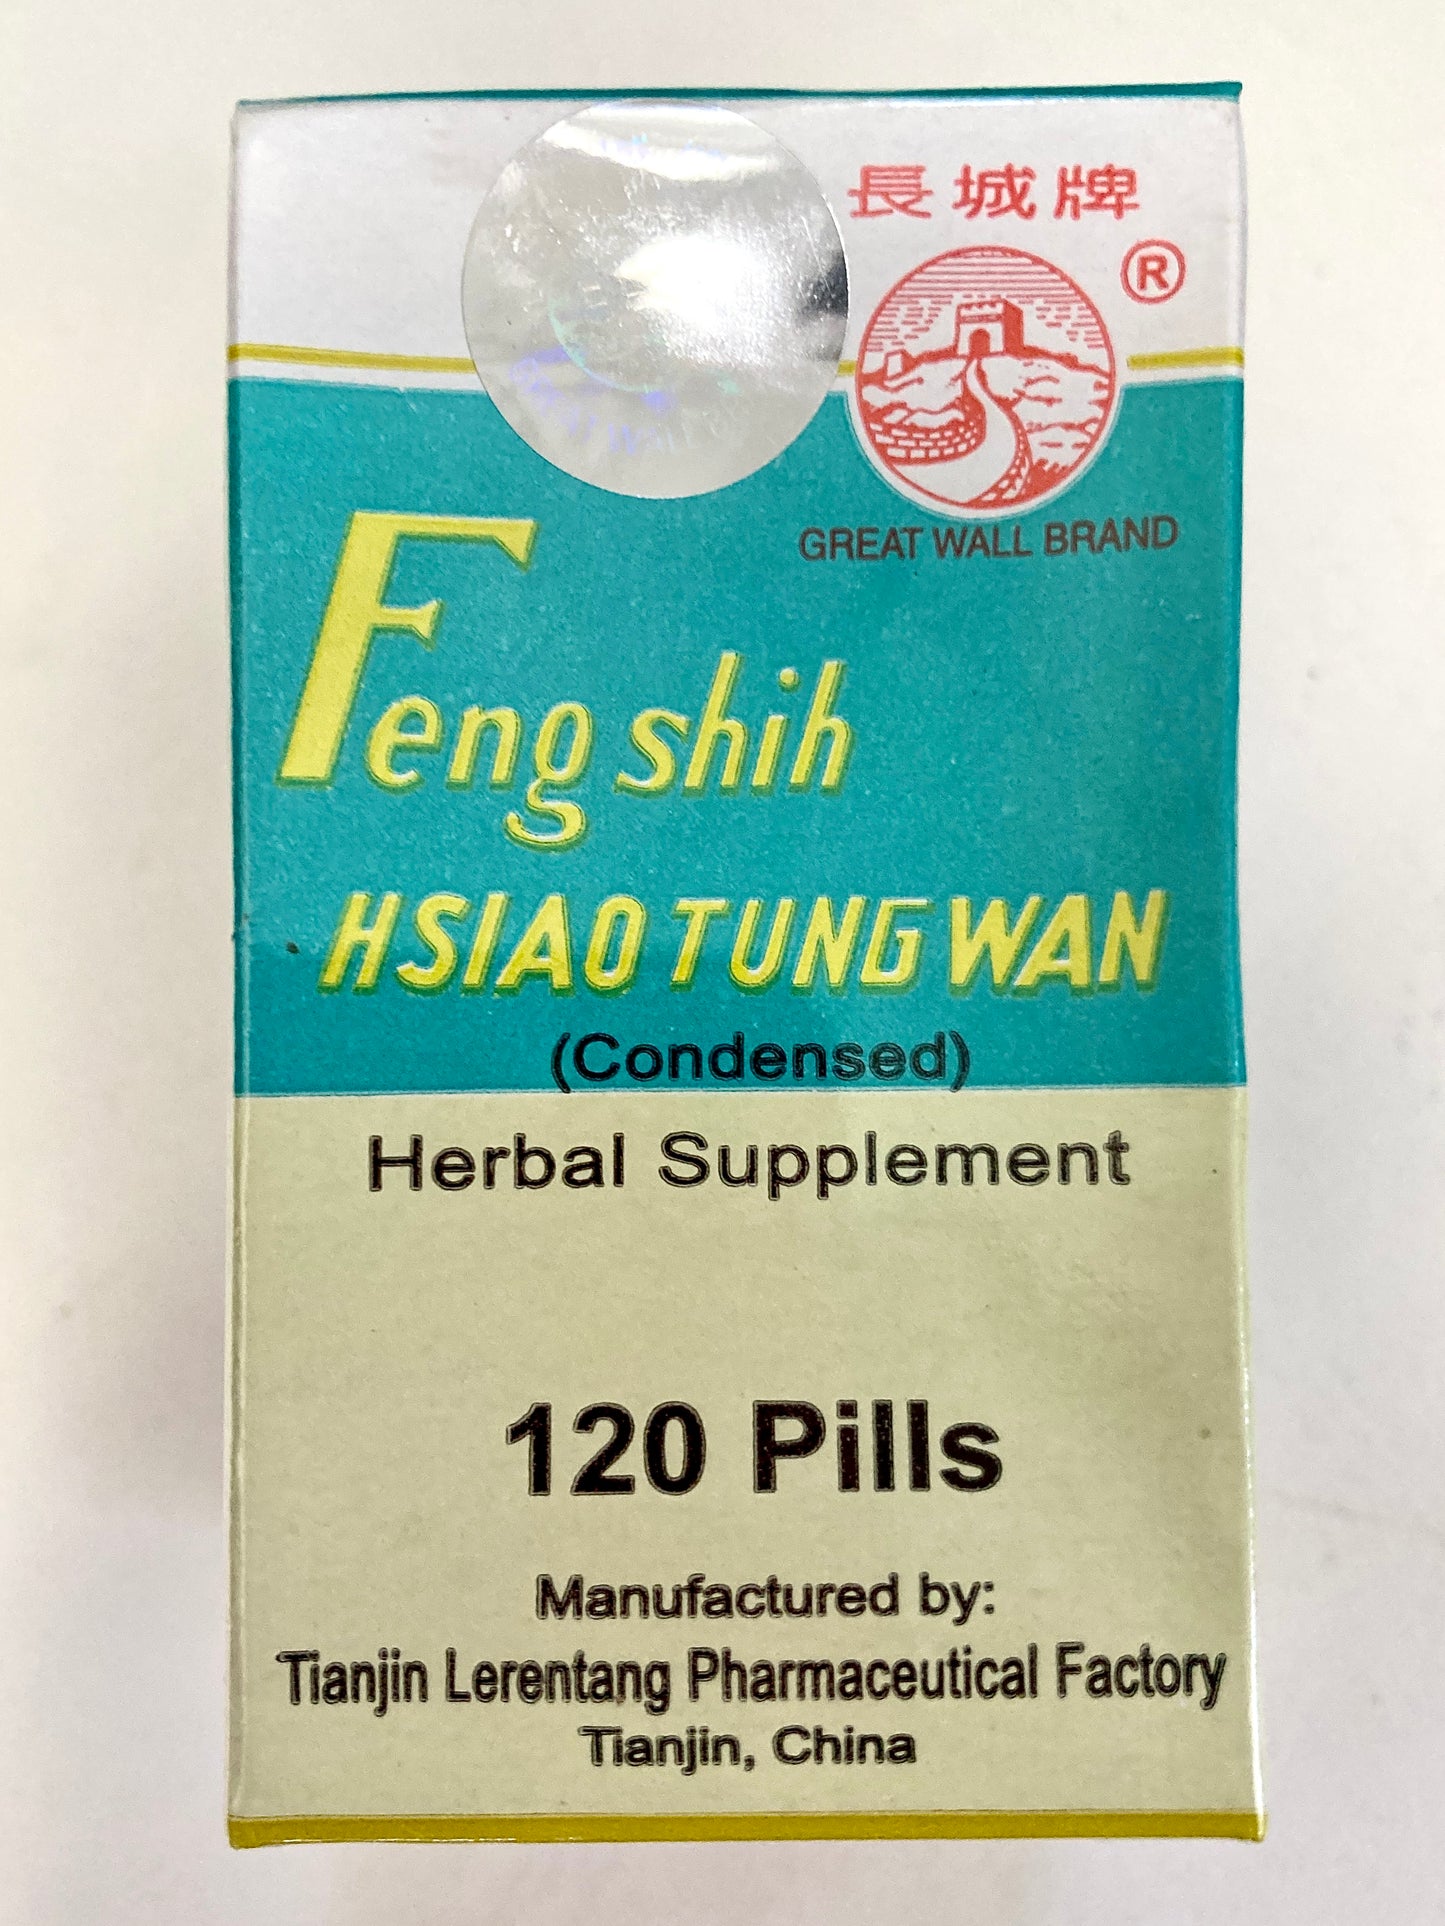 長城牌
®
GREAT WALL BRAND
Feng shih
HSIAO TUNG WAN
(Condensed)
Herbal Supplement
120 Pills
Manufactured by:
Tianjin Lerentang Pharmaceutical Factory
Tianjin, China